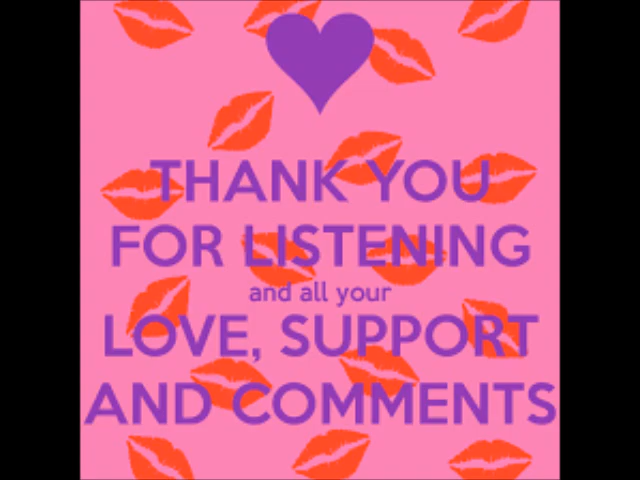 THANK YOU
FOR LISTENING
and all your
LOVE, SUPPORT
AND COMMENTS